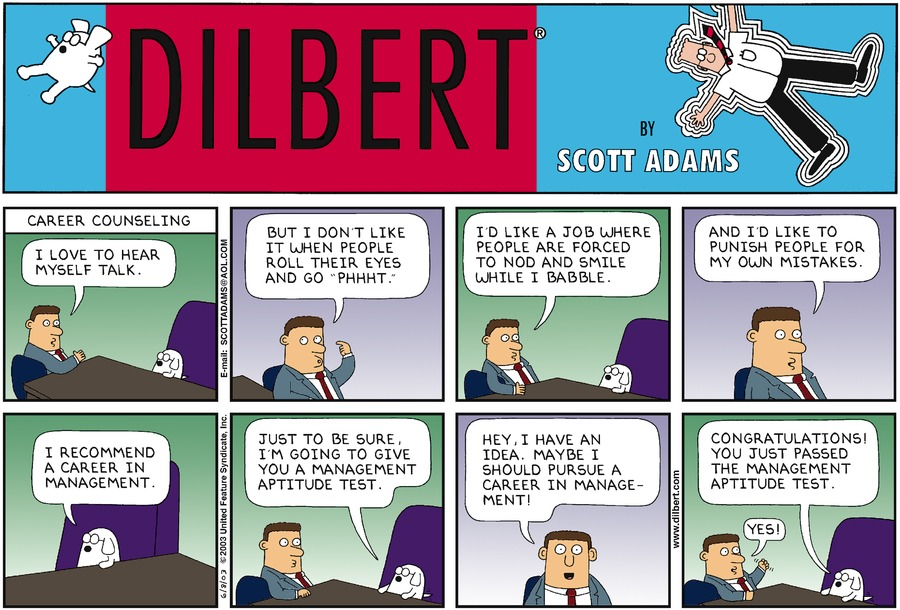 DILBERT®
BY
SCOTT ADAMS
CAREER COUNSELING
I LOVE TO HEAR
MYSELF TALK.
E-mail: SCOTTADAMS@AOL.COM
BUT I DON'T LIKE
IT WHEN PEOPLE
ROLL THEIR EYES
AND GO "PHHHT."
I'D LIKE A JOB WHERE
PEOPLE ARE FORCED
TO NOD AND SMILE
WHILE I BABBLE.
AND I'D LIKE TO
PUNISH PEOPLE FOR
MY OWN MISTAKES.
I RECOMMEND
A CAREER IN
MANAGEMENT.
6/8/03 © 2003 United Feature Syndicate, Inc.
JUST TO BE SURE,
I'M GOING TO GIVE
YOU A MANAGEMENT
APTITUDE TEST.
HEY, I HAVE AN
IDEA. MAYBE I
SHOULD PURSUE A
CAREER IN MANAGE-
MENT!
www.dilbert.com
CONGRATULATIONS!
YOU JUST PASSED
THE MANAGEMENT
APTITUDE TEST.
YES!